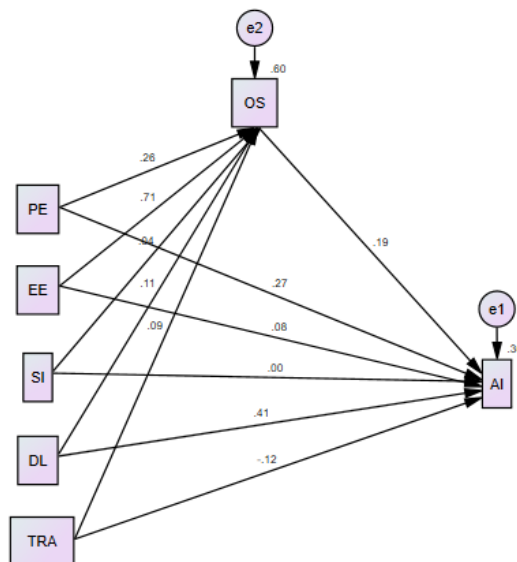 e2
.60
OS
.26
PE
.71
.19
.11
.27
EE
e1
.09
.08
.3
SI
.00
AI
.41
DL
-.12
TRA